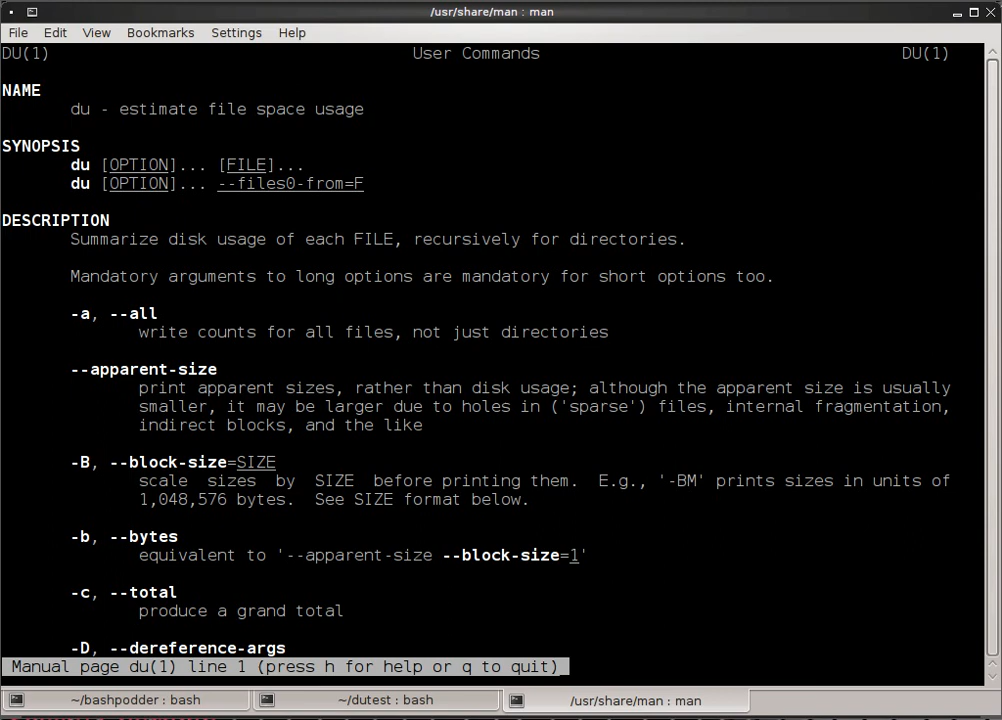 /usr/share/man : man
File Edit View Bookmarks Settings Help
DU(1) User Commands DU(1)
NAME
du - estimate file space usage
SYNOPSIS
du [OPTION]... [FILE]...
du [OPTION]... --files0-from=F
DESCRIPTION
Summarize disk usage of each FILE, recursively for directories.
Mandatory arguments to long options are mandatory for short options too.
-a, --all
write counts for all files, not just directories
--apparent-size
print apparent sizes, rather than disk usage; although the apparent size is usually
smaller, it may be larger due to holes in ('sparse') files, internal fragmentation,
indirect blocks, and the like
-B, --block-size=SIZE
scale sizes by SIZE before printing them. E.g., '-BM' prints sizes in units of
1,048,576 bytes. See SIZE format below.
-b, --bytes
equivalent to '--apparent-size --block-size=1'
-c, --total
produce a grand total
-D, --dereference-args
Manual page du(1) line 1 (press h for help or q to quit)
~/bashpodder : bash ~/dutest : bash /usr/share/man : man